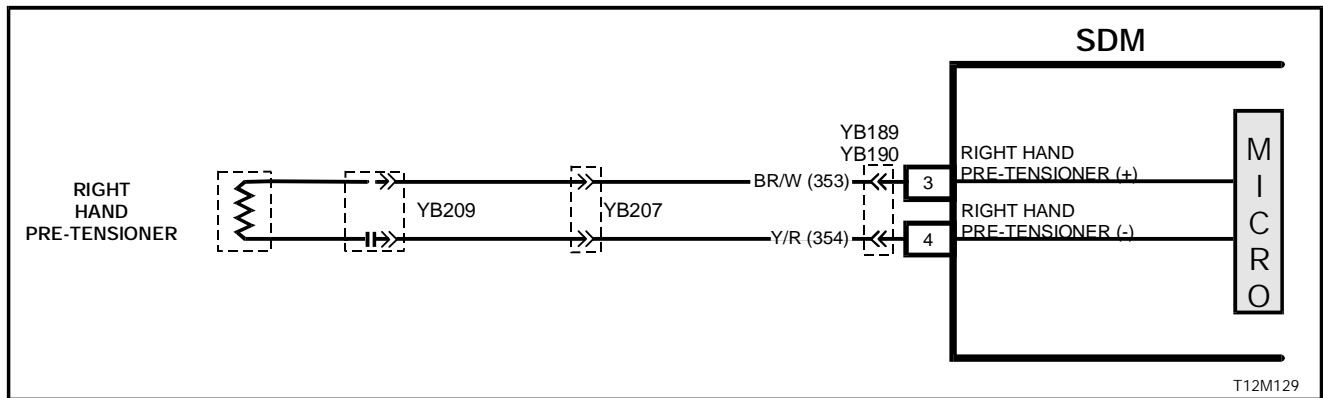 SDM
YB189
YB190
RIGHT HAND
PRE-TENSIONER (+)
BR/W (353)
3
RIGHT
HAND
PRE-TENSIONER
YB209
YB207
RIGHT HAND
PRE-TENSIONER (-)
Y/R (354)
4
MICRO
T12M129